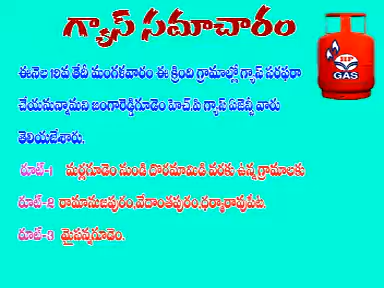 గ్యాస్ సమాచారం
HP
GAS
ఈనెల 19వ తేదీ మంగళవారం ఈ క్రింది గ్రామాల్లో గ్యాస్ సరఫరా
చేయనున్నామని జంగారెడ్డిగూడెం హెచ్.పి గ్యాస్ ఏజెన్సీ వారు
తెలియజేశారు.
రూట్-1 మర్లగూడెం నుండి దొరమామిడి వరకు ఉన్న గ్రామాలకు
రూట్-2 రామానుజపురం,వేదాంతపురం,ధర్మారావుపేట.
రూట్-3 మైసన్నగూడెం.